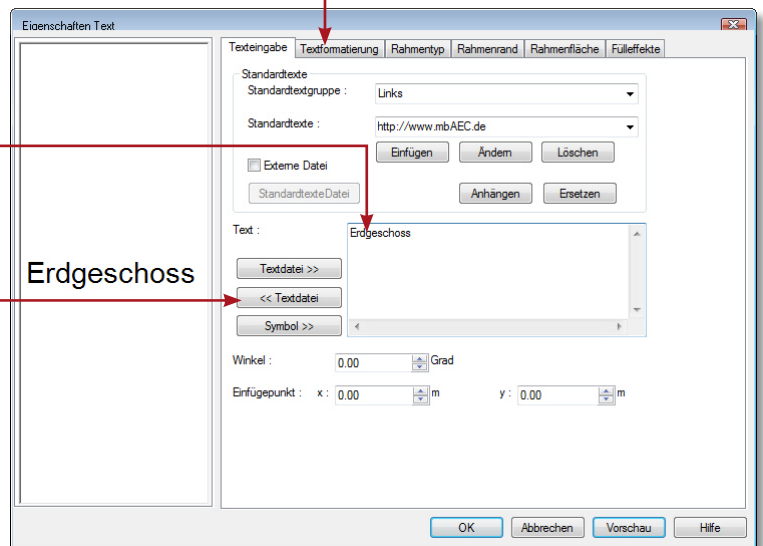 Eigenschaften Text
Texteingabe Textformatierung Rahmentyp Rahmenrand Rahmenfläche Fülleffekte
Standardtexte
Standardtextgruppe : Links
Standardtexte : http://www.mbAEC.de
Einfügen Ändern Löschen
Externe Datei
StandardtexteDatei Anhängen Ersetzen
Text : Erdgeschoss
Erdgeschoss
Textdatei >>
<< Textdatei
Symbol >>
Winkel : 0.00 Grad
Einfügepunkt : x : 0.00 m y : 0.00 m
OK Abbrechen Vorschau Hilfe